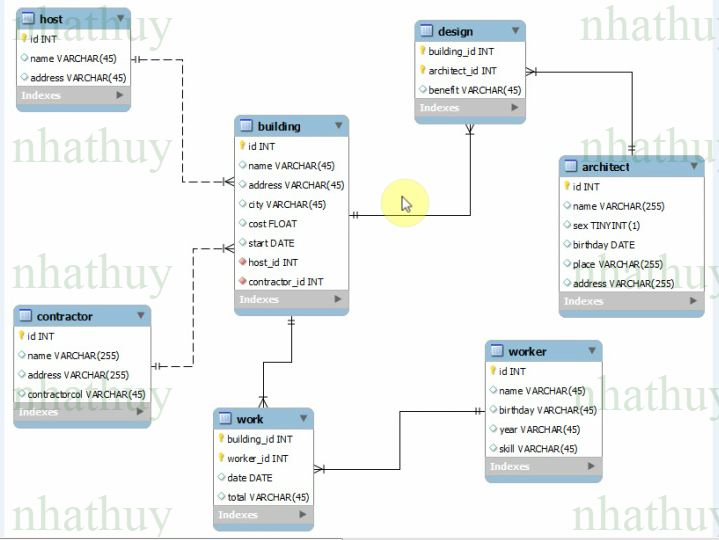 host
id INT
name VARCHAR(45)
address VARCHAR(45)
Indexes
design
building_id INT
architect_id INT
benefit VARCHAR(45)
Indexes
building
id INT
name VARCHAR(45)
address VARCHAR(45)
city VARCHAR(45)
cost FLOAT
start DATE
host_id INT
contractor_id INT
Indexes
architect
id INT
name VARCHAR(255)
sex TINYINT(1)
birthday DATE
place VARCHAR(255)
address VARCHAR(255)
Indexes
contractor
id INT
name VARCHAR(255)
address VARCHAR(255)
contractorcol VARCHAR(45)
Indexes
worker
id INT
name VARCHAR(45)
birthday VARCHAR(45)
year VARCHAR(45)
skill VARCHAR(45)
Indexes
work
building_id INT
worker_id INT
date DATE
total VARCHAR(45)
Indexes
nhathuy
nhathuy
nhathuy
nhathuy
nhathuy
nhathuy
nhathuy
nhathuy
nhathuy
nhathuy